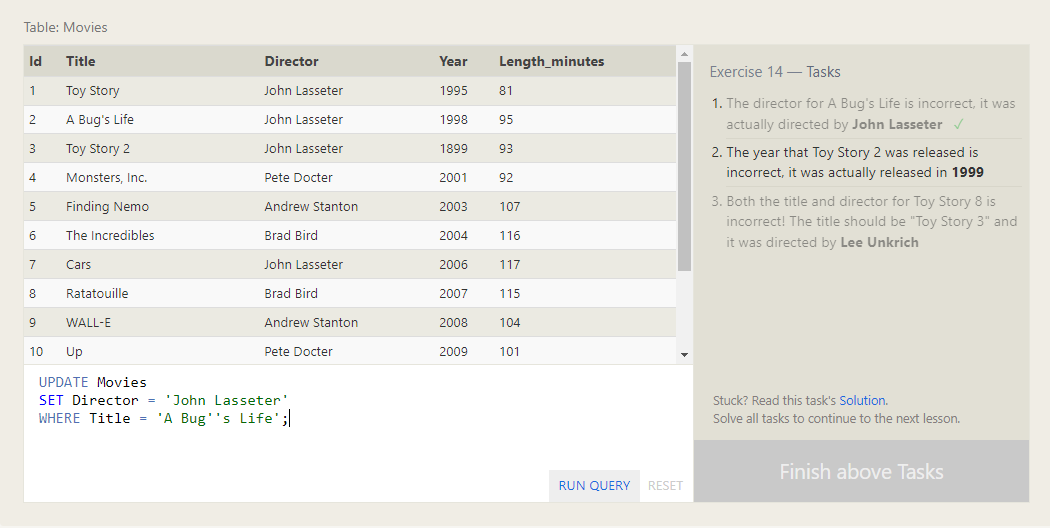 Table: Movies
Id Title Director Year Length_minutes
1 Toy Story John Lasseter 1995 81
2 A Bug's Life John Lasseter 1998 95
3 Toy Story 2 John Lasseter 1899 93
4 Monsters, Inc. Pete Docter 2001 92
5 Finding Nemo Andrew Stanton 2003 107
6 The Incredibles Brad Bird 2004 116
7 Cars John Lasseter 2006 117
8 Ratatouille Brad Bird 2007 115
9 WALL-E Andrew Stanton 2008 104
10 Up Pete Docter 2009 101
UPDATE Movies
SET Director = 'John Lasseter'
WHERE Title = 'A Bug''s Life';
RUN QUERY RESET
Exercise 14 — Tasks
1. The director for A Bug's Life is incorrect, it was
actually directed by John Lasseter ✓
2. The year that Toy Story 2 was released is
incorrect, it was actually released in 1999
3. Both the title and director for Toy Story 8 is
incorrect! The title should be "Toy Story 3" and
it was directed by Lee Unkrich
Stuck? Read this task's Solution.
Solve all tasks to continue to the next lesson.
Finish above Tasks